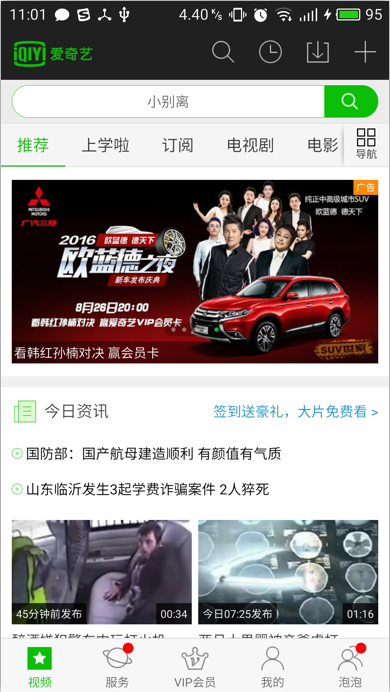 11:01
4.40 K/s
95
QIY 爱奇艺
小别离
推荐 上学啦 订阅 电视剧 电影
导航
广告
MITSUBISHI MOTORS
广汽三菱
纯正中高级城市SUV
欧蓝德 德天下
2016 欧蓝德 德天下
欧蓝德之夜
新车发布庆典
8月26日20:00
看韩红孙楠对决 赢爱奇艺VIP会员卡
看韩红孙楠对决 赢会员卡
SUV世家
今日资讯 签到送豪礼，大片免费看 >
国防部：国产航母建造顺利 有颜值有气质
山东临沂发生3起学费诈骗案件 2人猝死
45分钟前发布 00:34
今日07:25发布 01:16
视频 服务 VIP会员 我的 泡泡